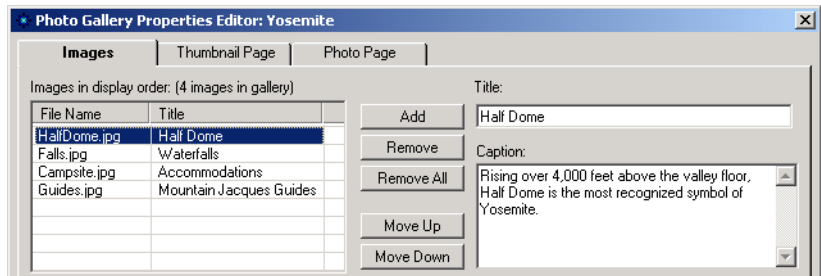 Photo Gallery Properties Editor: Yosemite
Images
Thumbnail Page
Photo Page
Images in display order: (4 images in gallery)
File Name Title
HalfDome.jpg Half Dome
Falls.jpg Waterfalls
Campsite.jpg Accommodations
Guides.jpg Mountain Jacques Guides
Add
Remove
Remove All
Move Up
Move Down
Title:
Half Dome
Caption:
Rising over 4,000 feet above the valley floor,
Half Dome is the most recognized symbol of
Yosemite.